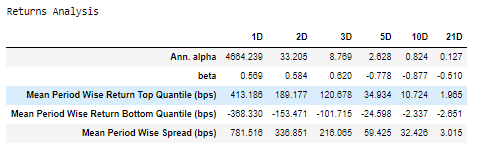 Returns Analysis
1D 2D 3D 5D 10D 21D
Ann. alpha 4664.239 33.205 8.769 2.628 0.824 0.127
beta 0.569 0.584 0.620 -0.778 -0.877 -0.510
Mean Period Wise Return Top Quantile (bps) 413.186 189.177 120.678 34.934 10.724 1.965
Mean Period Wise Return Bottom Quantile (bps) -368.330 -153.471 -101.715 -24.598 -2.337 -2.651
Mean Period Wise Spread (bps) 781.516 336.851 216.065 59.425 32.426 3.015